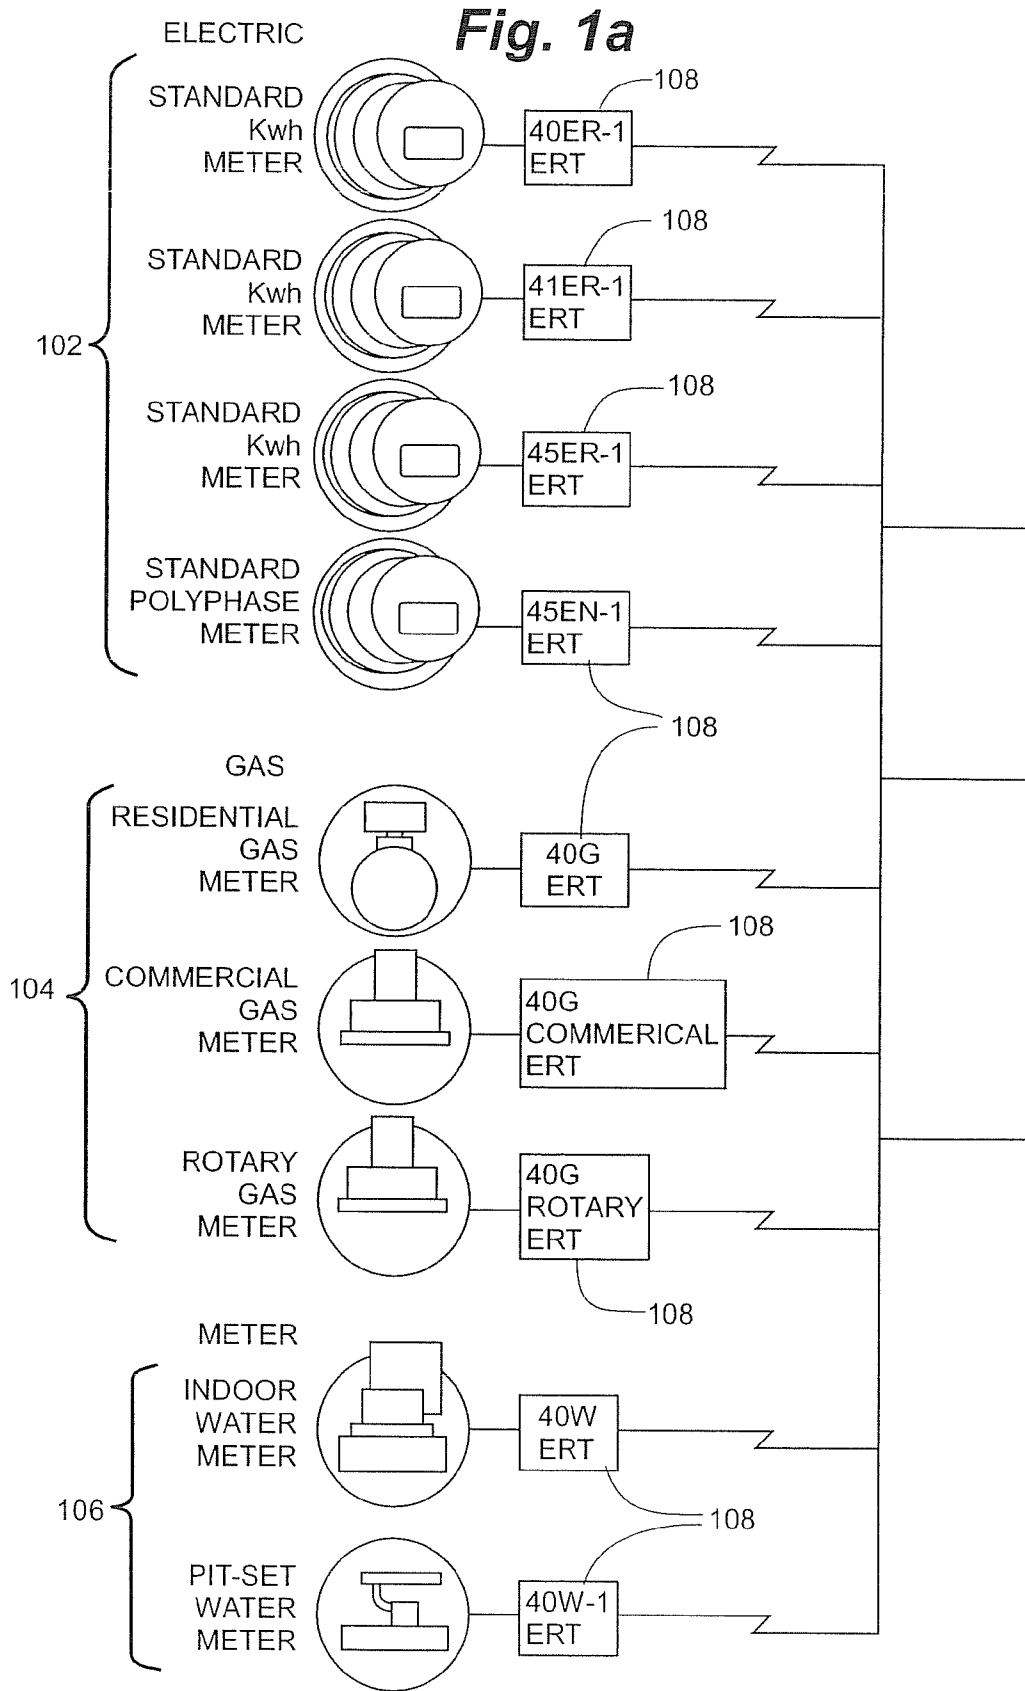 Fig. 1a
ELECTRIC
STANDARD
Kwh
METER
40ER-1
ERT
108
STANDARD
Kwh
METER
41ER-1
ERT
108
102
STANDARD
Kwh
METER
45ER-1
ERT
108
STANDARD
POLYPHASE
METER
45EN-1
ERT
108
GAS
RESIDENTIAL
GAS
METER
40G
ERT
104
COMMERCIAL
GAS
METER
40G
COMMERICAL
ERT
108
ROTARY
GAS
METER
40G
ROTARY
ERT
108
METER
INDOOR
WATER
METER
40W
ERT
106
108
PIT-SET
WATER
METER
40W-1
ERT